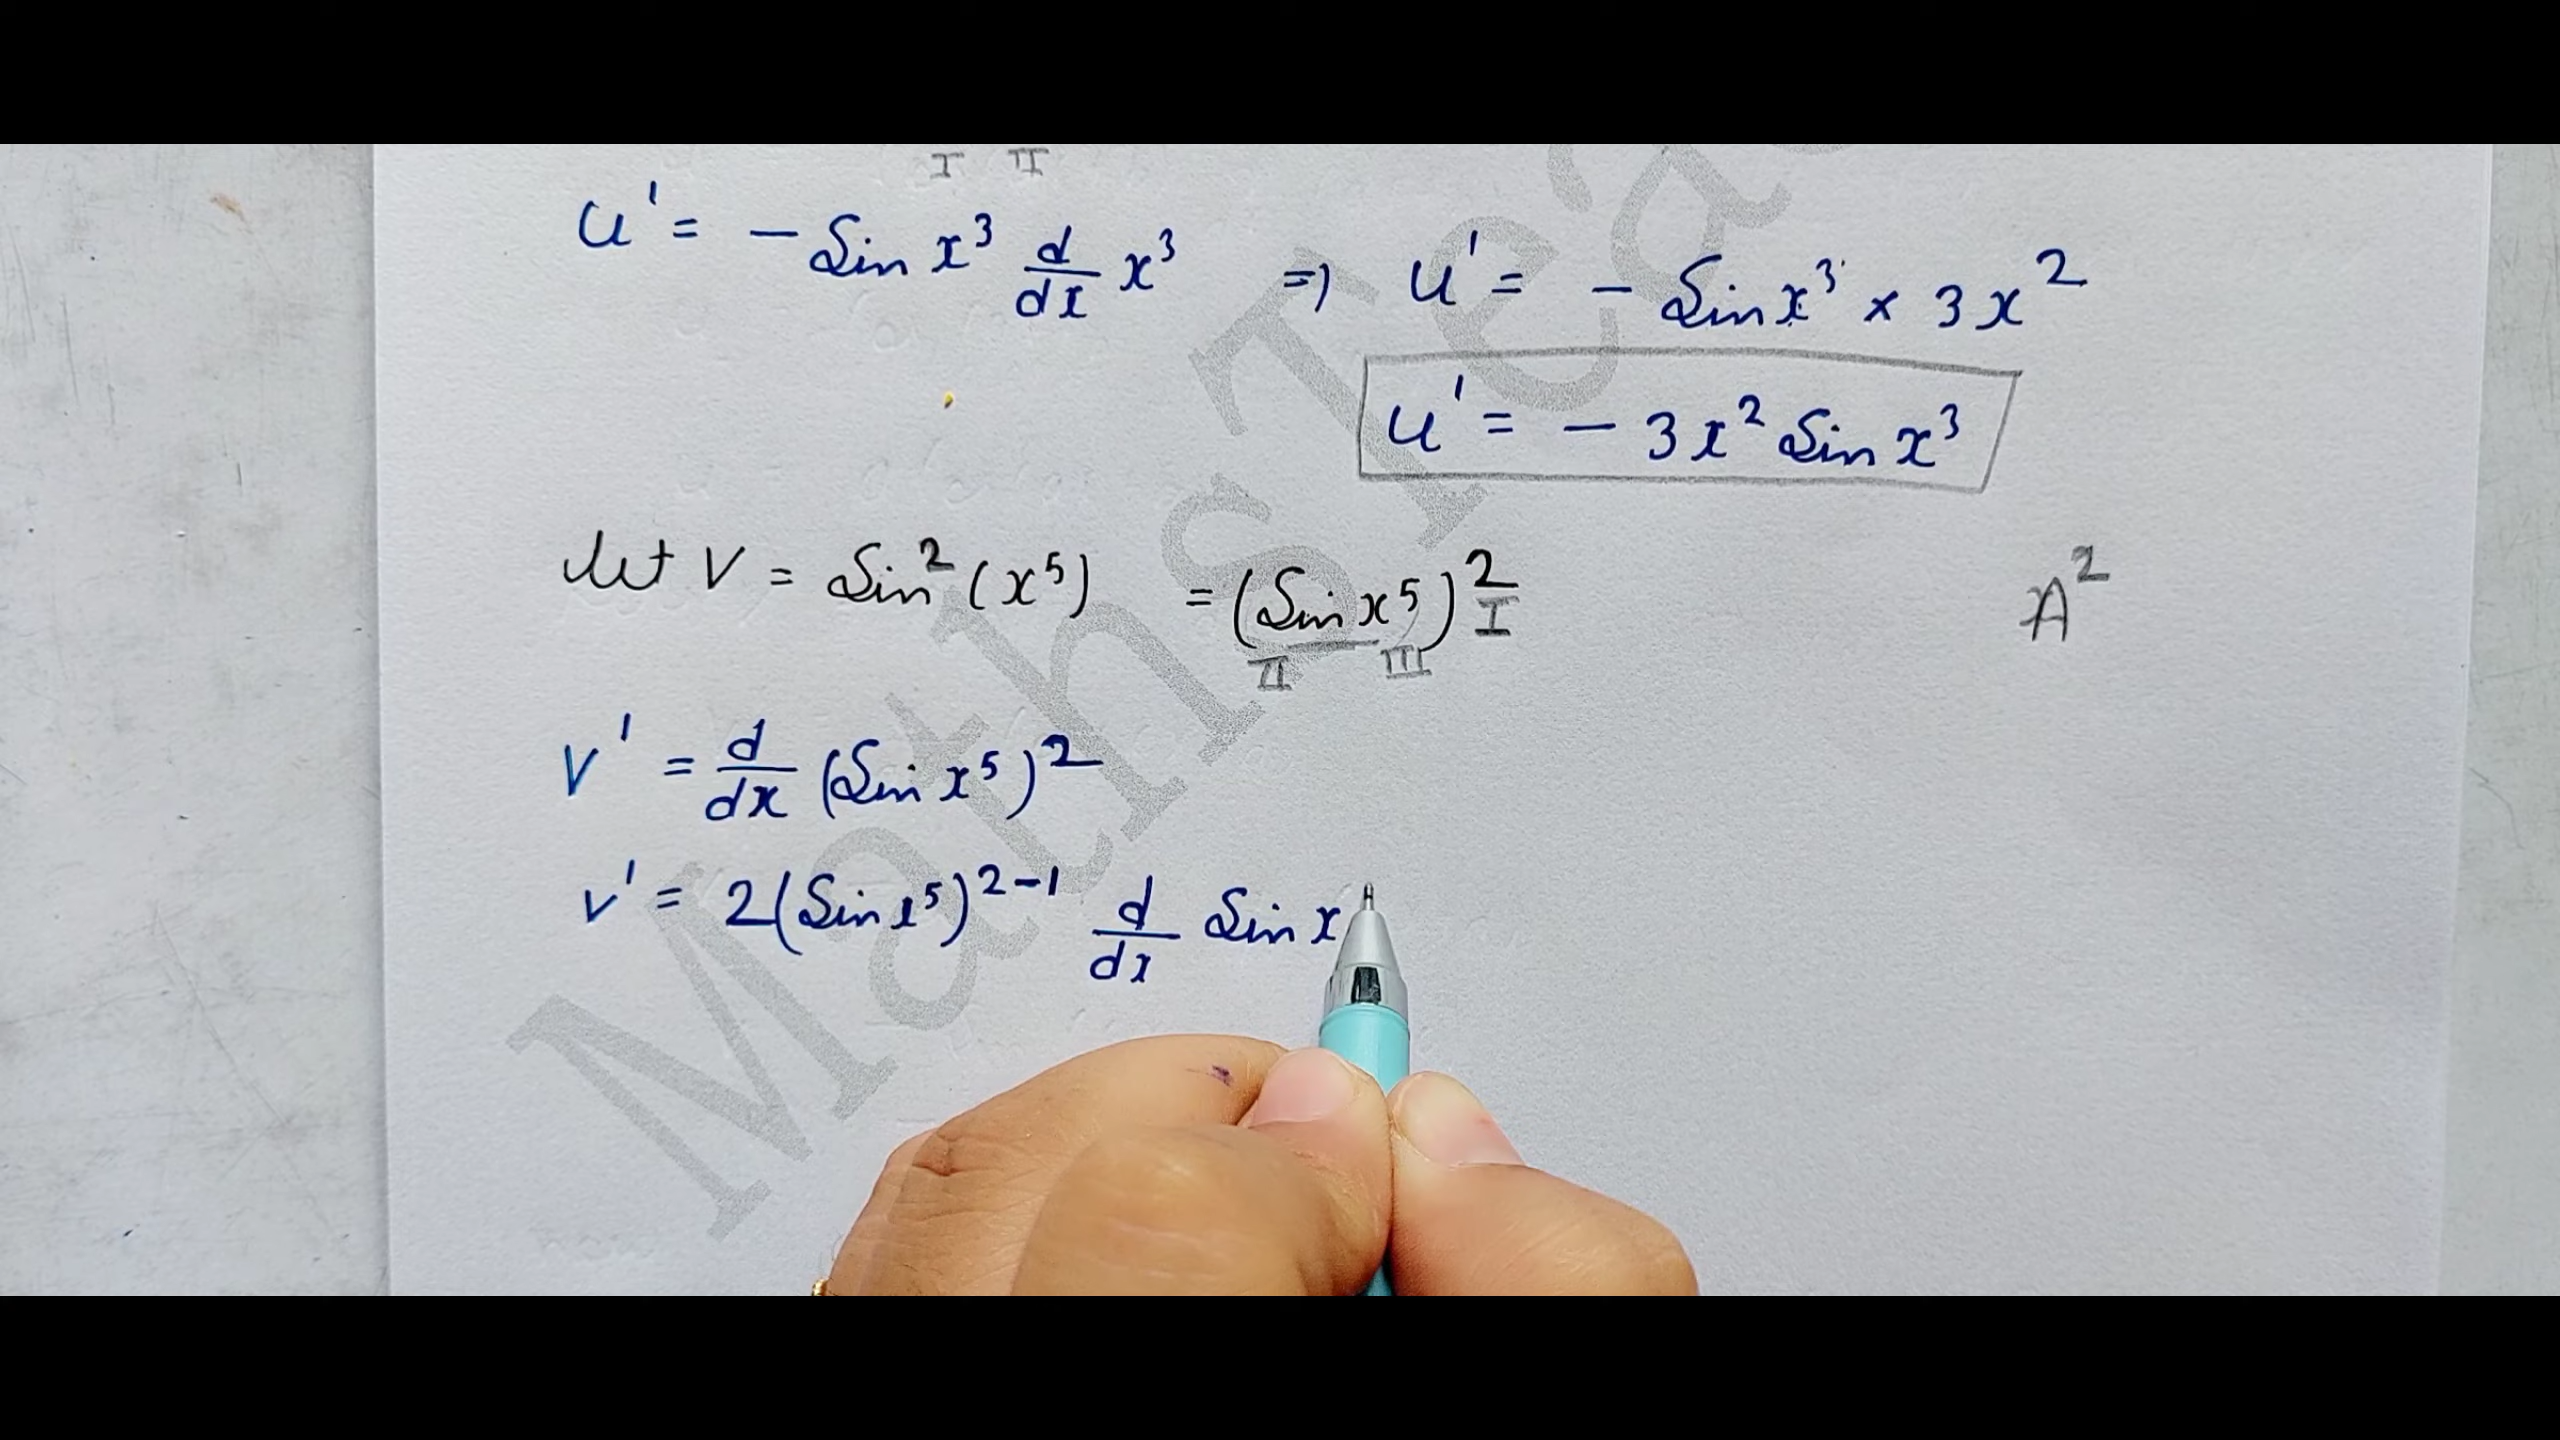 I II
u' = - Sin x³ d/dx x³ ⇒ u' = - Sin x³ × 3x²
u' = - 3x² Sin x³
let V = Sin² (x⁵) = (Sin x⁵)² I
II III
A²
V' = d/dx (Sin x⁵)²
v' = 2(Sin x⁵)²⁻¹ d/dx Sin x
Maths